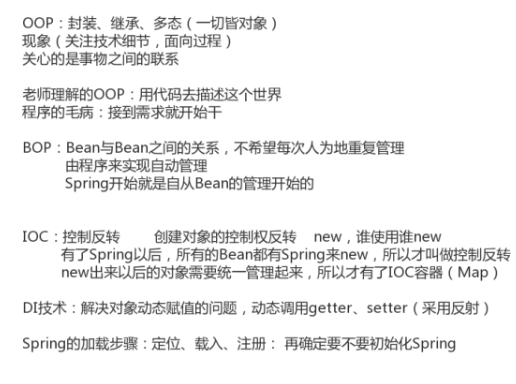 OOP：封装、继承、多态（一切皆对象）
现象（关注技术细节，面向过程）
关心的是事物之间的联系
老师理解的OOP：用代码去描述这个世界
程序的毛病：接到需求就开始干
BOP：Bean与Bean之间的关系，不希望每次人为地重复管理
由程序来实现自动管理
Spring开始就是自从Bean的管理开始的
IOC：控制反转 创建对象的控制权反转 new，谁使用谁new
有了Spring以后，所有的Bean都有Spring来new，所以才叫做控制反转
new出来以后的对象需要统一管理起来，所以才有了IOC容器（Map）
DI技术：解决对象动态赋值的问题，动态调用getter、setter（采用反射）
Spring的加载步骤：定位、载入、注册： 再确定要不要初始化Spring